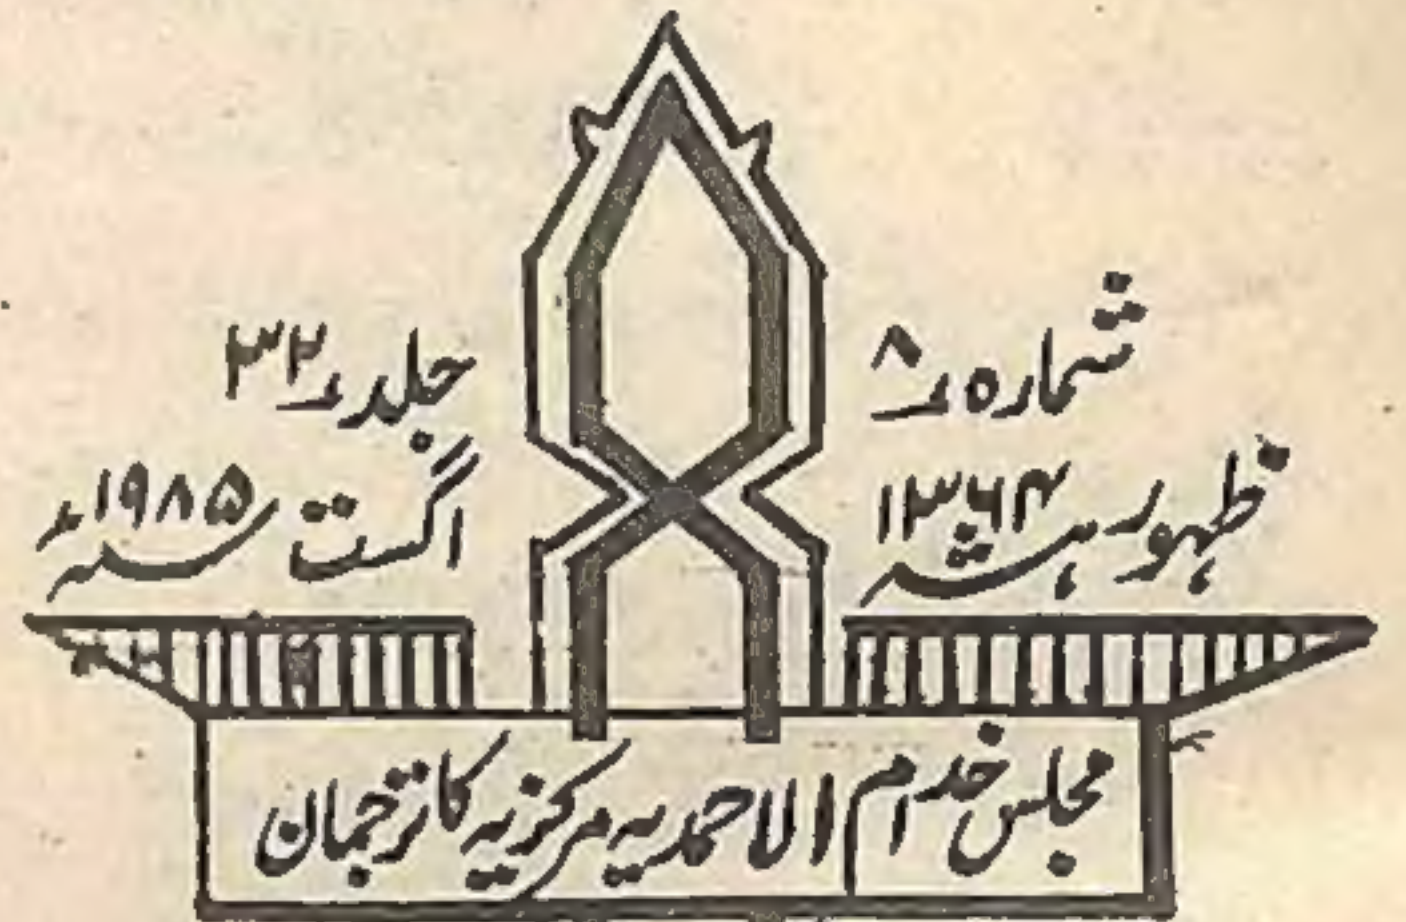 شمارہ ۸
جلد ۳۲
ظہور ۱۳۶۴ ہش
اگست ۱۹۸۵ء
مجلس خدام الاحمدیہ مرکزیہ کا ترجمان